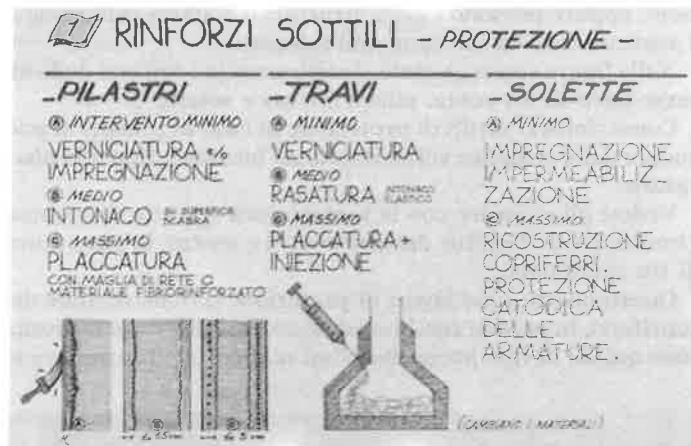 RINFORZI SOTTILI - PROTEZIONE -
- PILASTRI
Ⓐ INTERVENTO MINIMO
VERNICIATURA e/o
IMPREGNAZIONE
Ⓑ MEDIO
INTONACO SU SUPERFICIE SCABRA
Ⓒ MASSIMO
PLACCATURA
CON MAGLIA DI RETE O
MATERIALE FIBRORINFORZATO
- TRAVI
Ⓐ MINIMO
VERNICIATURA
Ⓑ MEDIO
RASATURA INTONACO ELASTICO
Ⓒ MASSIMO
PLACCATURA +
INIEZIONE
- SOLETTE
Ⓐ MINIMO
IMPREGNAZIONE
IMPERMEABILIZ-
ZAZIONE
Ⓒ MASSIMO
RICOSTRUZIONE
COPRIFERRI
PROTEZIONE
CATODICA
DELLE
ARMATURE
Ⓐ
Ⓑ
Ⓒ
(CAMBIANO I MATERIALI)